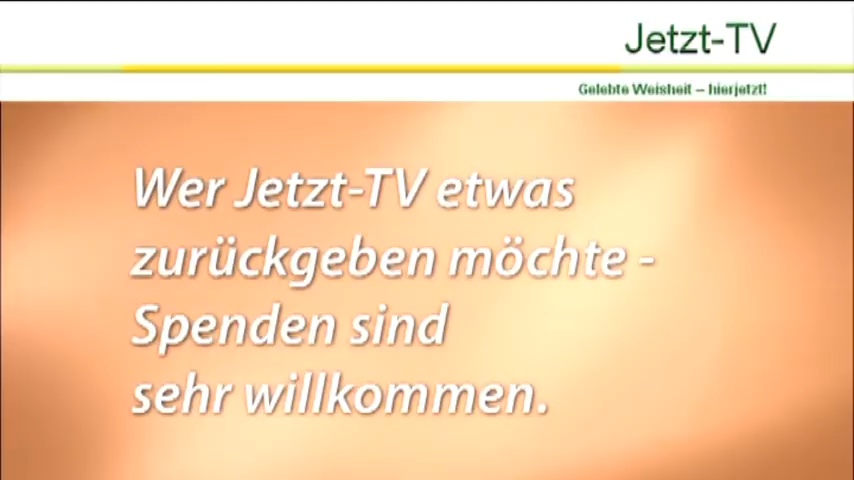 Jetzt-TV
Gelebte Weisheit – hierjetzt!
Wer Jetzt-TV etwas
zurückgeben möchte -
Spenden sind
sehr willkommen.